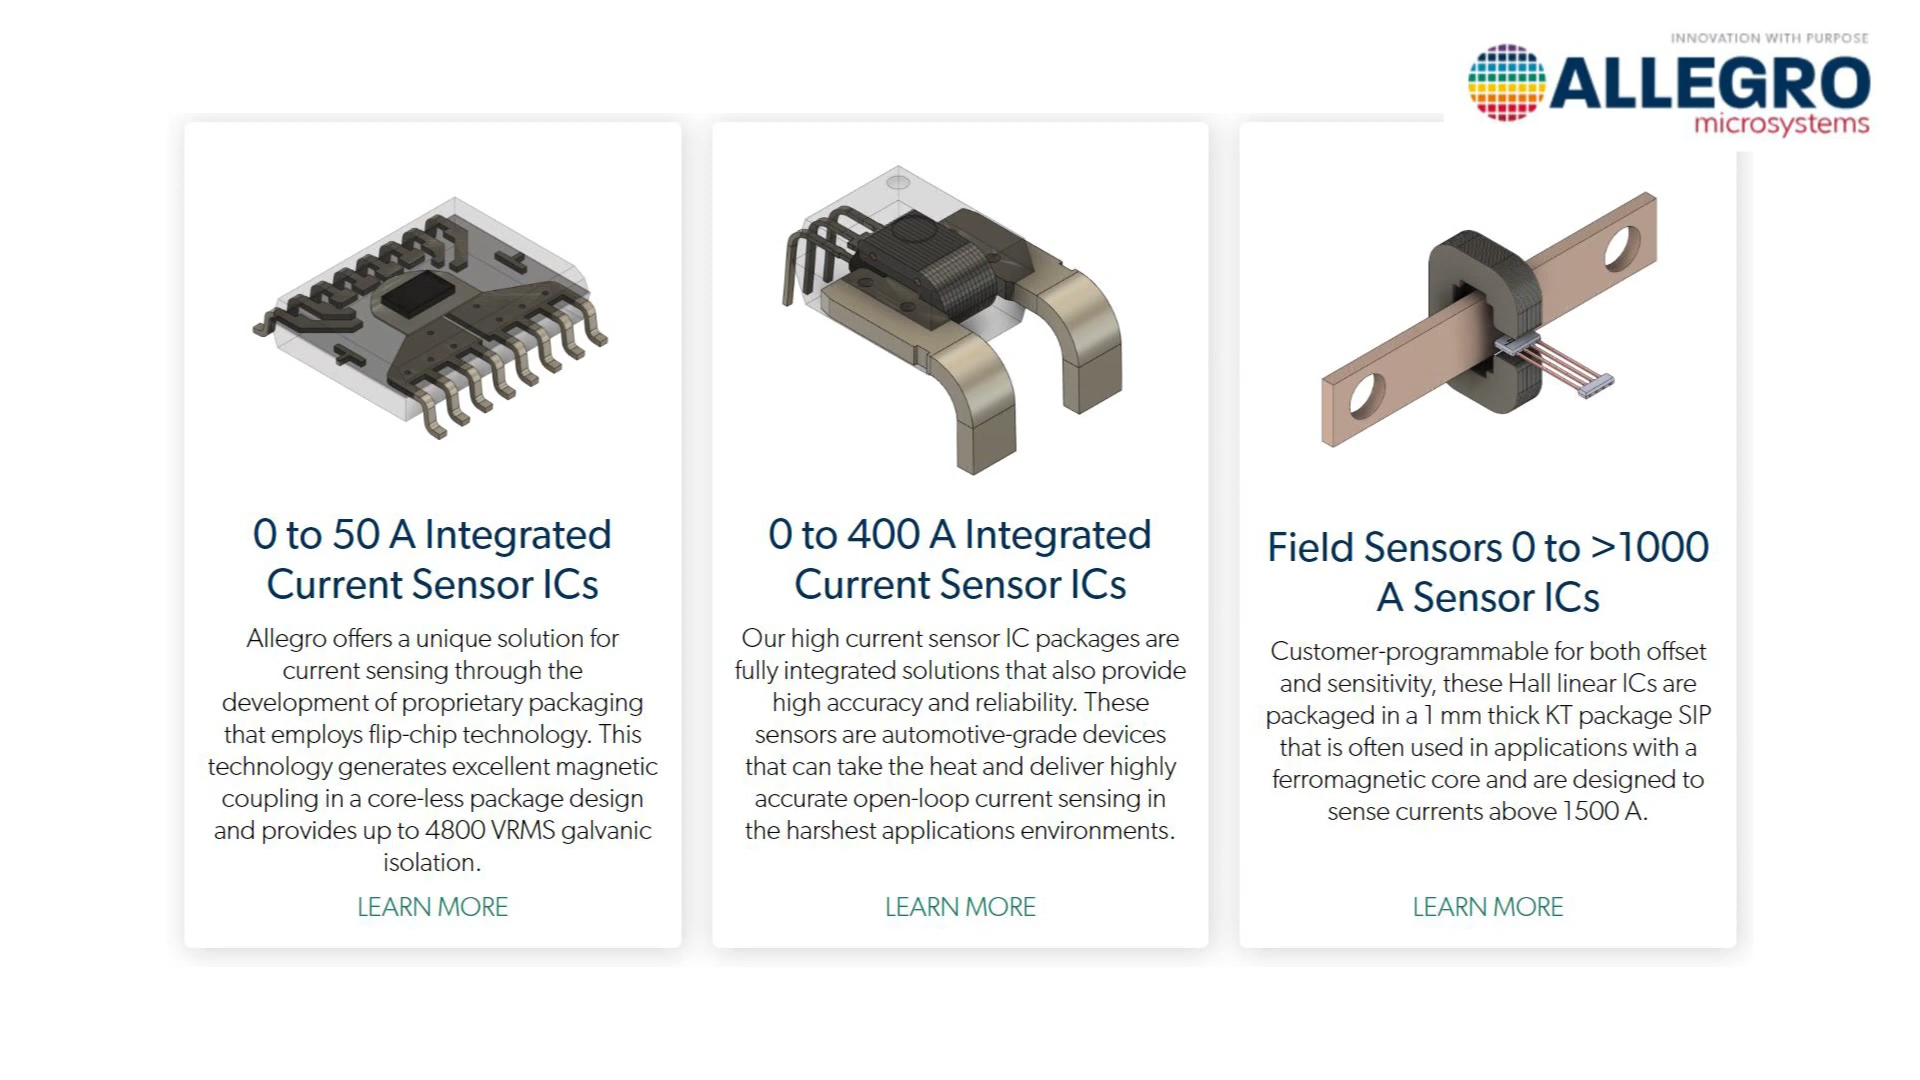 INNOVATION WITH PURPOSE
ALLEGRO
microsystems
0 to 50 A Integrated
Current Sensor ICs
Allegro offers a unique solution for
current sensing through the
development of proprietary packaging
that employs flip-chip technology. This
technology generates excellent magnetic
coupling in a core-less package design
and provides up to 4800 VRMS galvanic
isolation.
LEARN MORE
0 to 400 A Integrated
Current Sensor ICs
Our high current sensor IC packages are
fully integrated solutions that also provide
high accuracy and reliability. These
sensors are automotive-grade devices
that can take the heat and deliver highly
accurate open-loop current sensing in
the harshest applications environments.
LEARN MORE
Field Sensors 0 to >1000
A Sensor ICs
Customer-programmable for both offset
and sensitivity, these Hall linear ICs are
packaged in a 1 mm thick KT package SIP
that is often used in applications with a
ferromagnetic core and are designed to
sense currents above 1500 A.
LEARN MORE